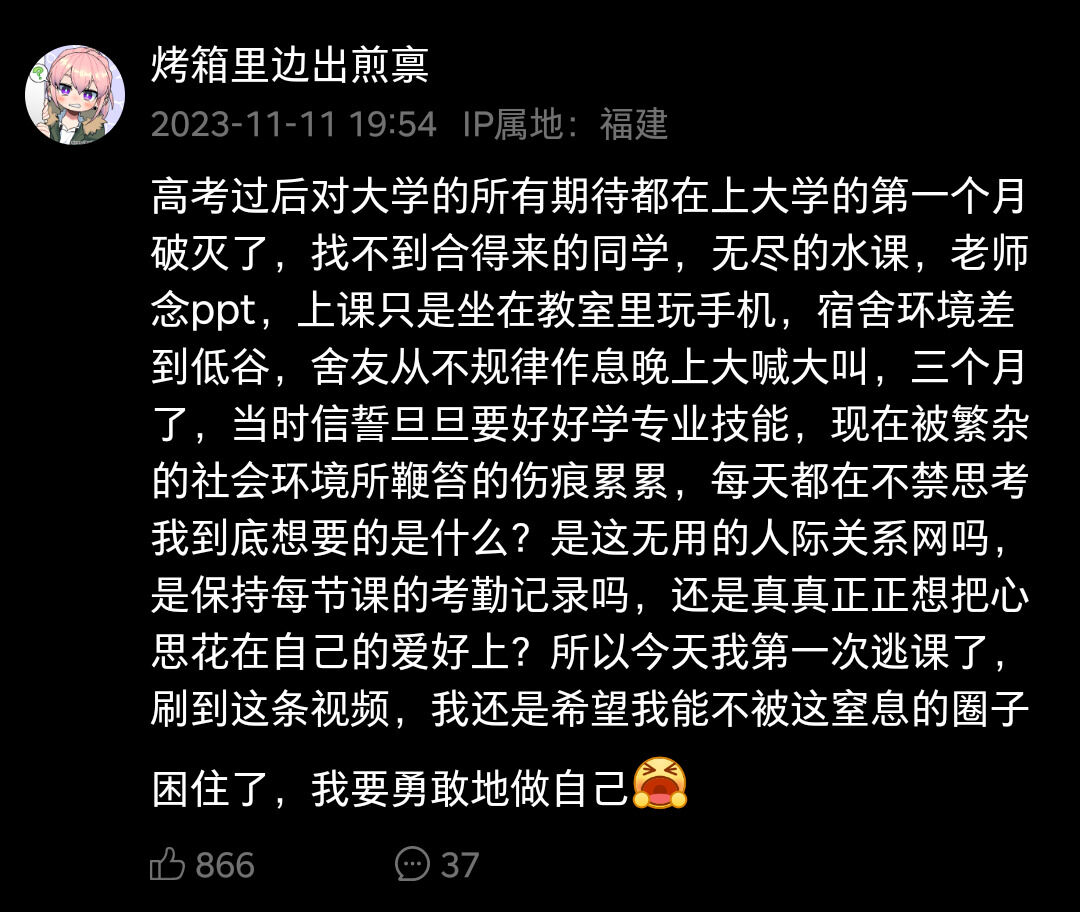 烤箱里边出煎禀
2023-11-11 19:54 IP属地：福建
高考过后对大学的所有期待都在上大学的第一个月
破灭了，找不到合得来的同学，无尽的水课，老师
念ppt，上课只是坐在教室里玩手机，宿舍环境差
到低谷，舍友从不规律作息晚上大喊大叫，三个月
了，当时信誓旦旦要好好学专业技能，现在被繁杂
的社会环境所鞭笞的伤痕累累，每天都在不禁思考
我到底想要的是什么？是这无用的人际关系网吗，
是保持每节课的考勤记录吗，还是真真正正想把心
思花在自己的爱好上？所以今天我第一次逃课了，
刷到这条视频，我还是希望我能不被这窒息的圈子
困住了，我要勇敢地做自己
866 37